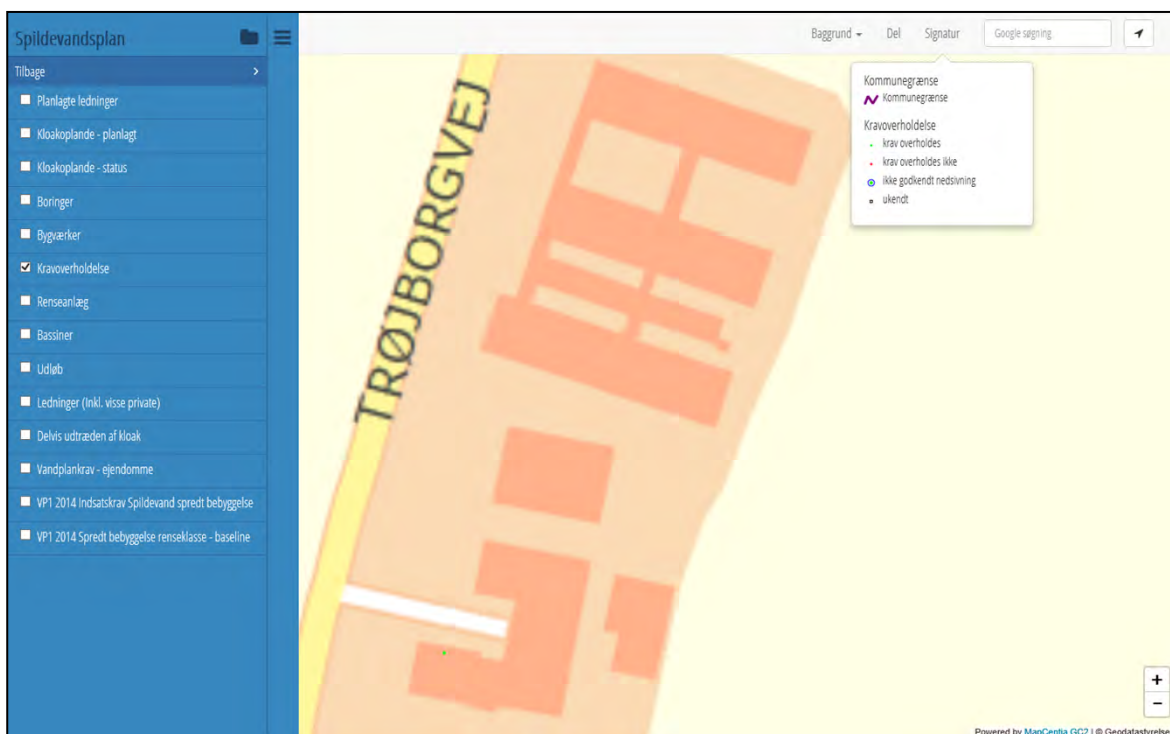 Spildevandsplan
Tilbage
Planlagte ledninger
Kloakoplande - planlagt
Kloakoplande - status
Boringer
Bygværker
Kravoverholdelse
Renseanlæg
Bassiner
Udløb
Ledninger (Inkl. visse private)
Delvis udtræden af kloak
Vandplankrav - ejendomme
VP1 2014 Indsatskrav Spildevand spredt bebyggelse
VP1 2014 Spredt bebyggelse renseklasse - baseline
Baggrund Del Signatur Google søgning
Kommunegrænse
Kommunegrænse
Kravoverholdelse
krav overholdes
krav overholdes ikke
ikke godkendt nedsivning
ukendt
TRØJBORGVEJ
+
−
Powered by MapCentia GC2 | © Geodatastyrelse